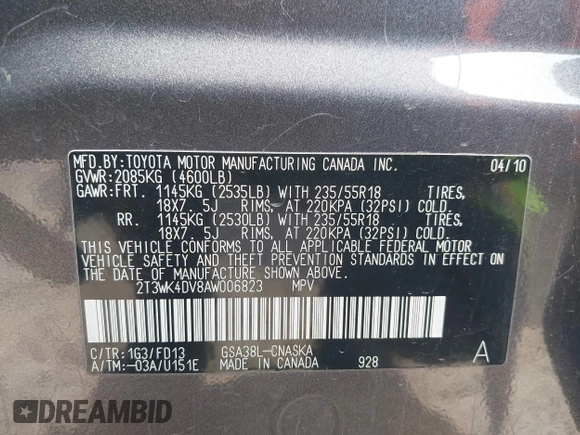 MFD.BY:TOYOTA MOTOR MANUFACTURING CANADA INC. 04/10
GVWR:2085KG (4600LB)
GAWR:FRT. 1145KG (2535LB) WITH 235/55R18 TIRES,
18X7. 5J RIMS, AT 220KPA (32PSI) COLD.
RR. 1145KG (2530LB) WITH 235/55R18 TIRES,
18X7. 5J RIMS, AT 220KPA (32PSI) COLD.
THIS VEHICLE CONFORMS TO ALL APPLICABLE FEDERAL MOTOR
VEHICLE SAFETY AND THEFT PREVENTION STANDARDS IN EFFECT ON
THE DATE OF MANUFACTURE SHOWN ABOVE.
2T3WK4DV8AW006823 MPV
C/TR:1G3/FD13 GSA38L-CNASKA
A/TM:-03A/U151E MADE IN CANADA 928 A
DREAMBID